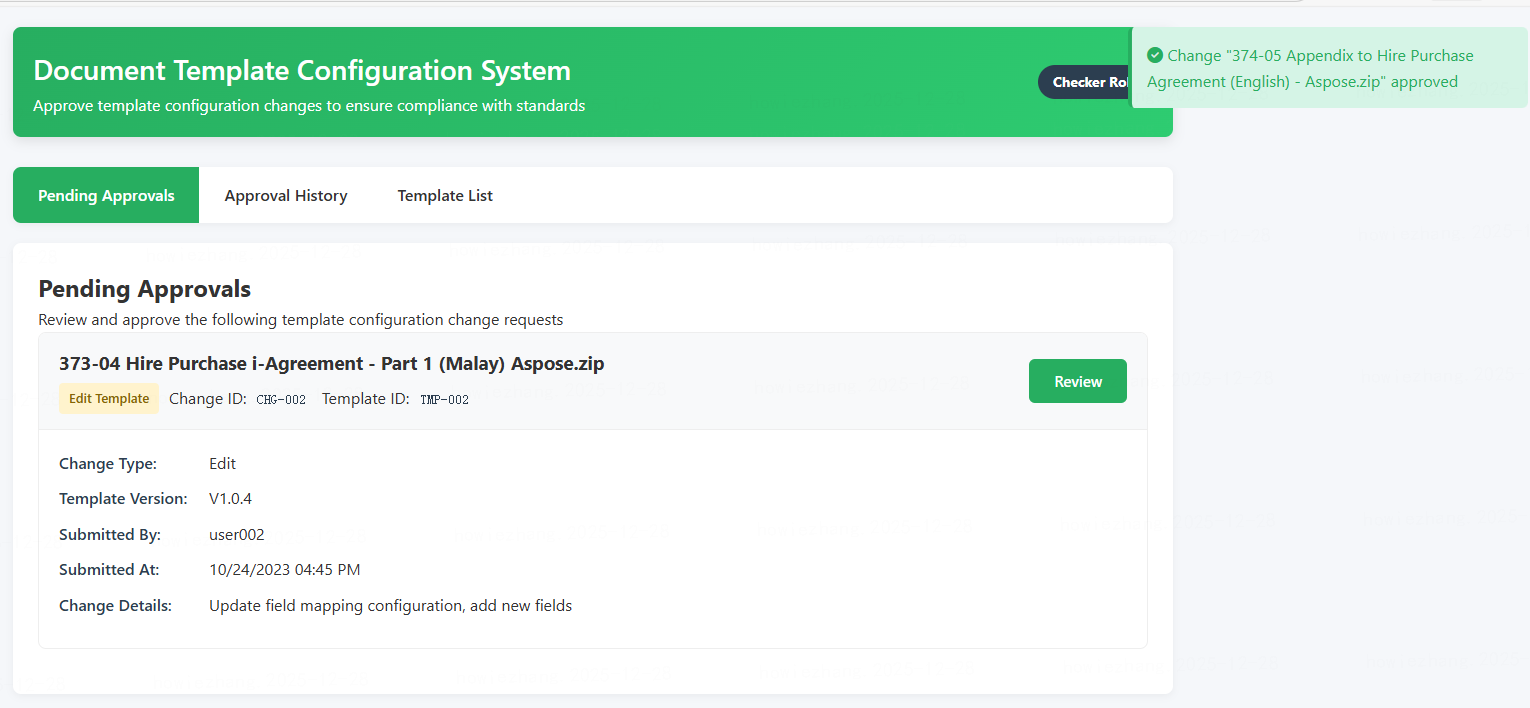 Document Template Configuration System
Approve template configuration changes to ensure compliance with standards
Checker
Change "374-05 Appendix to Hire Purchase
Agreement (English) - Aspose.zip" approved
Pending Approvals
Approval History
Template List
Pending Approvals
Review and approve the following template configuration change requests
373-04 Hire Purchase i-Agreement - Part 1 (Malay) Aspose.zip
Review
Edit Template
Change ID: CHG-002
Template ID: TMP-002
Change Type: Edit
Template Version: V1.0.4
Submitted By: user002
Submitted At: 10/24/2023 04:45 PM
Change Details: Update field mapping configuration, add new fields